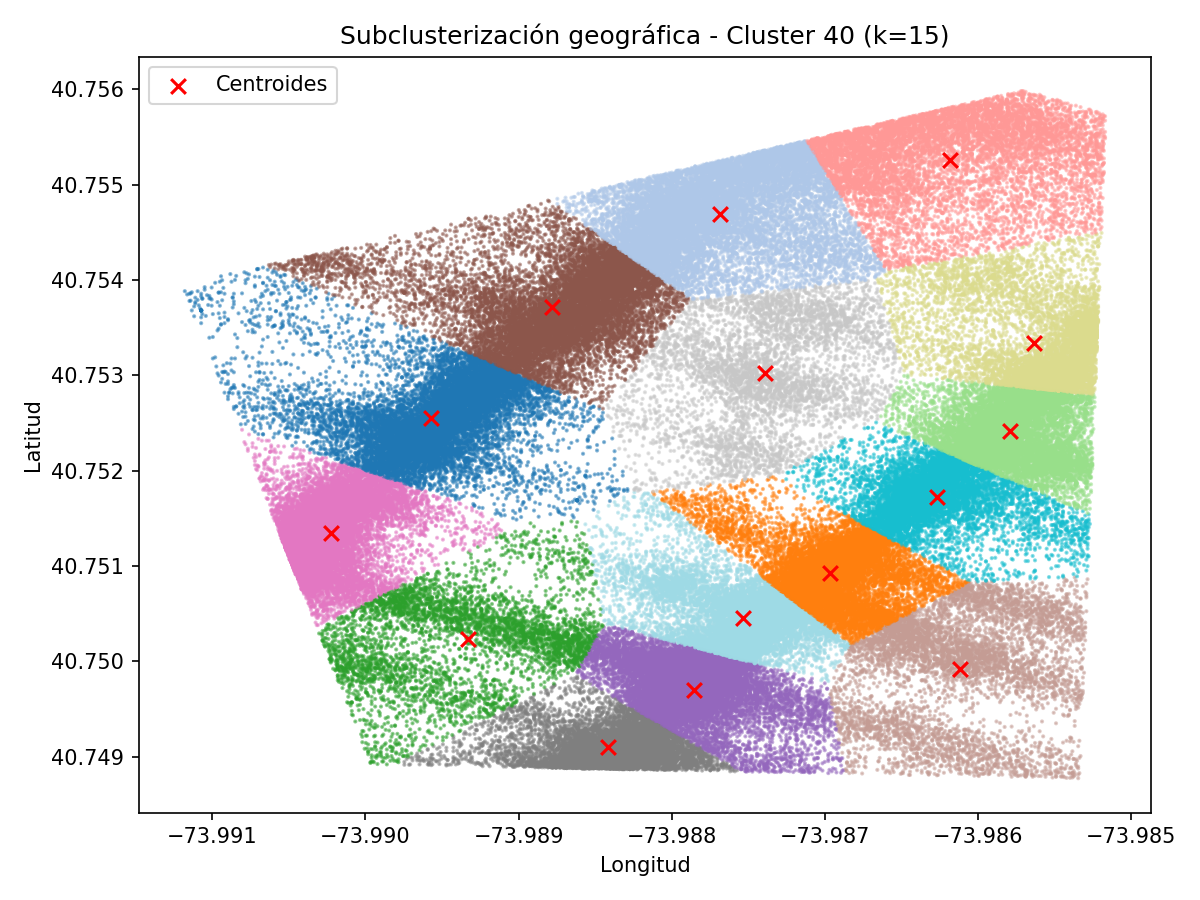 Subclusterización geográfica - Cluster 40 (k=15)
Centroides
40.756
40.755
40.754
40.753
40.752
40.751
40.750
40.749
Latitud
−73.991 −73.990 −73.989 −73.988 −73.987 −73.986 −73.985
Longitud